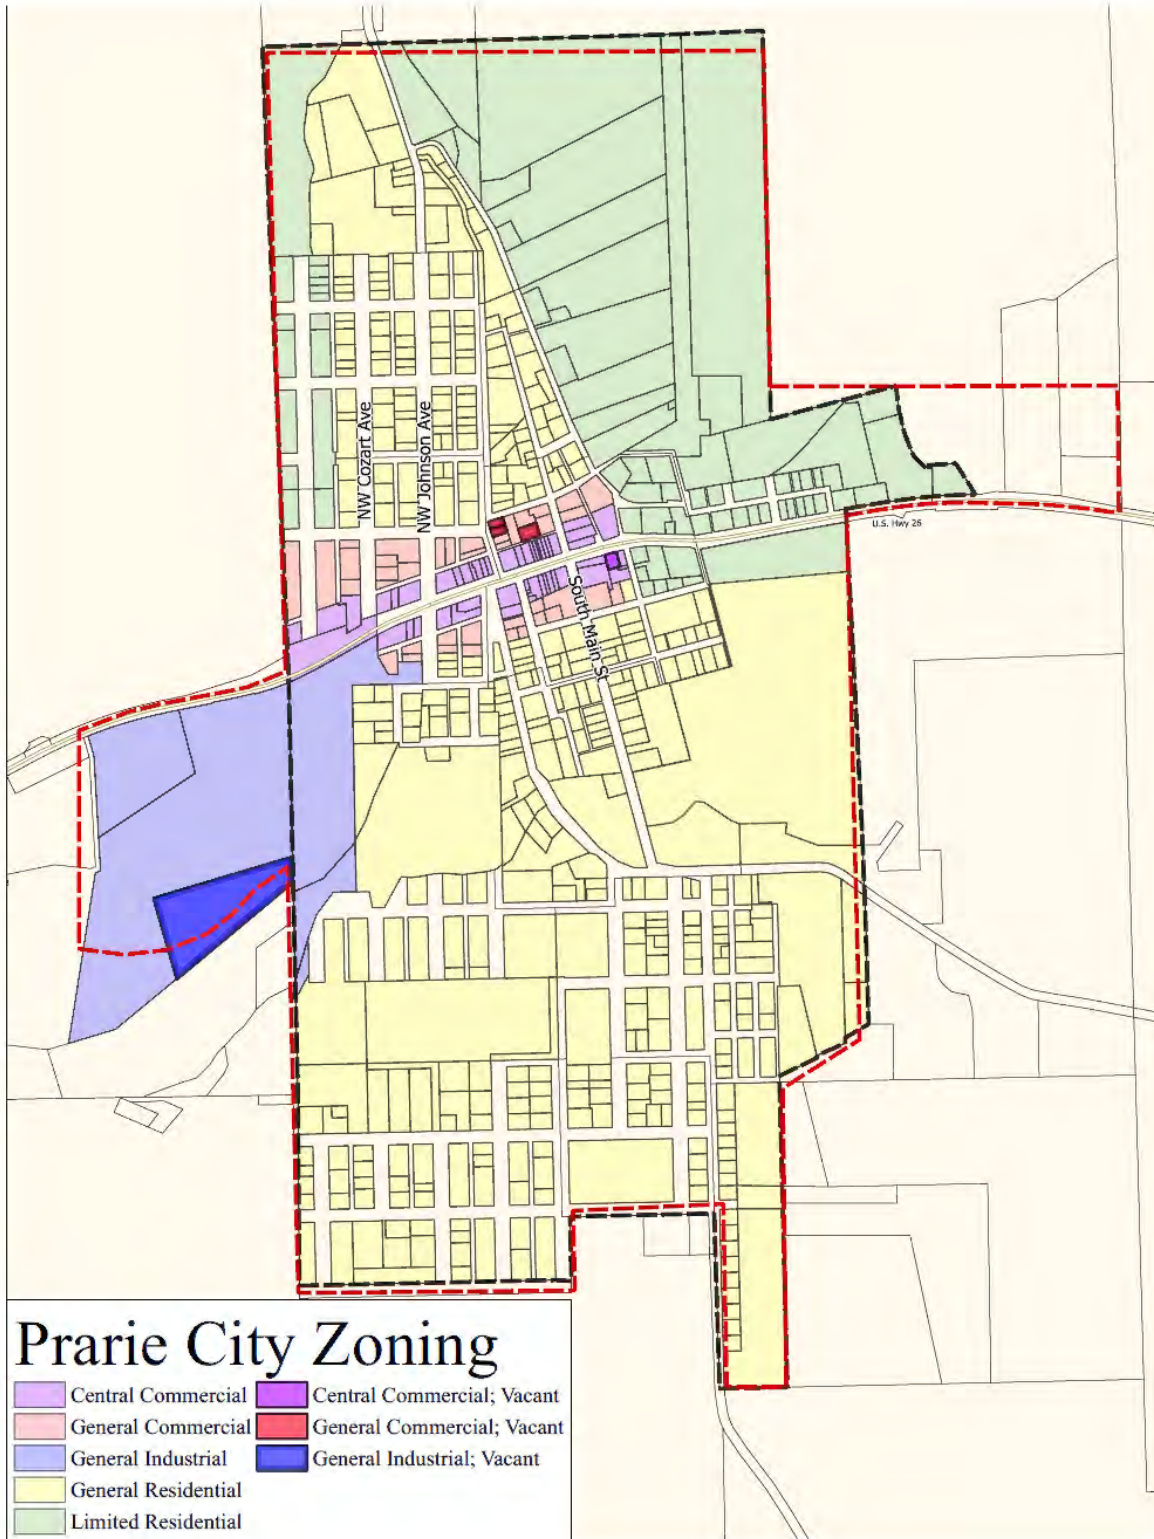 NW Cozart Ave
NW Johnson Ave
U.S. Hwy 26
South Main St
Prarie City Zoning
Central Commercial
Central Commercial; Vacant
General Commercial
General Commercial; Vacant
General Industrial
General Industrial; Vacant
General Residential
Limited Residential